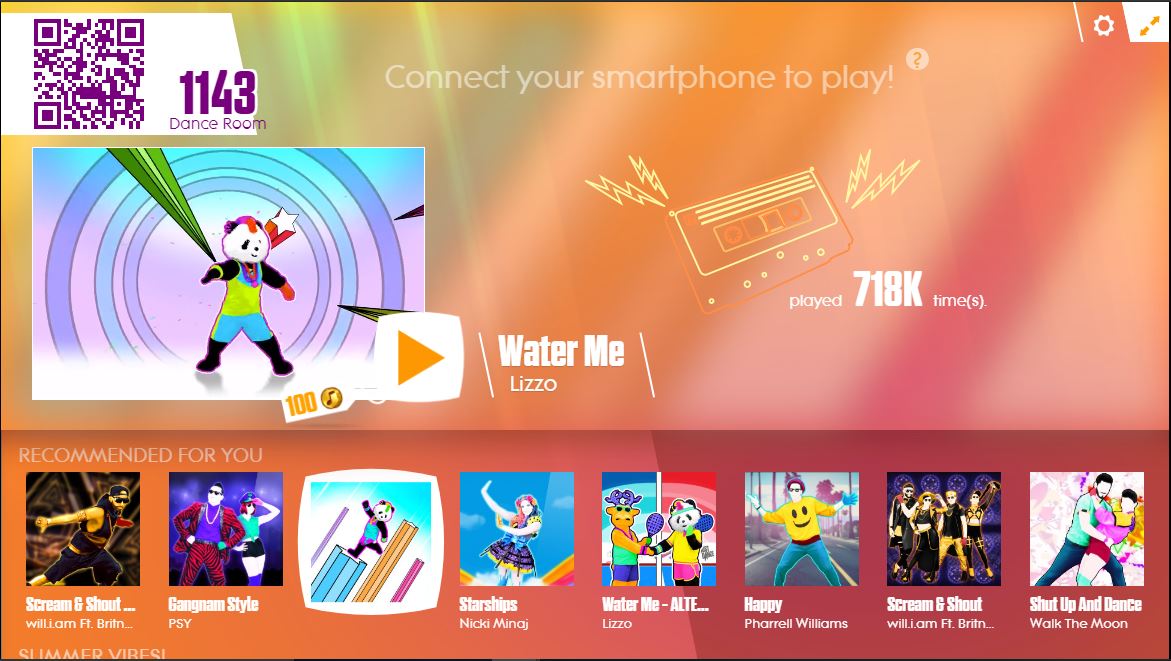 1143
Dance Room
Connect your smartphone to play!
?
played 718K time(s).
Water Me
Lizzo
100
RECOMMENDED FOR YOU
Scream & Shout ...
will.i.am Ft. Britn...
Gangnam Style
PSY
Starships
Nicki Minaj
Water Me - ALTE...
Lizzo
Happy
Pharrell Williams
Scream & Shout
will.i.am Ft. Britn...
Shut Up And Dance
Walk The Moon
SUMMER VIBES!